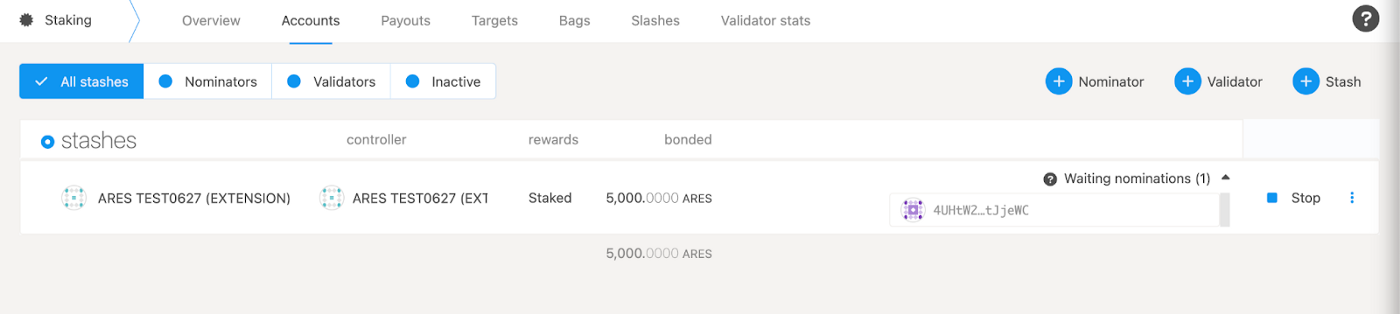 Staking Overview Accounts Payouts Targets Bags Slashes Validator stats ?
All stashes Nominators Validators Inactive Nominator Validator Stash
stashes controller rewards bonded
? Waiting nominations (1)
ARES TEST0627 (EXTENSION) ARES TEST0627 (EXT Staked 5,000.0000 ARES Stop
4UHtW2…tJjeWC
5,000.0000 ARES